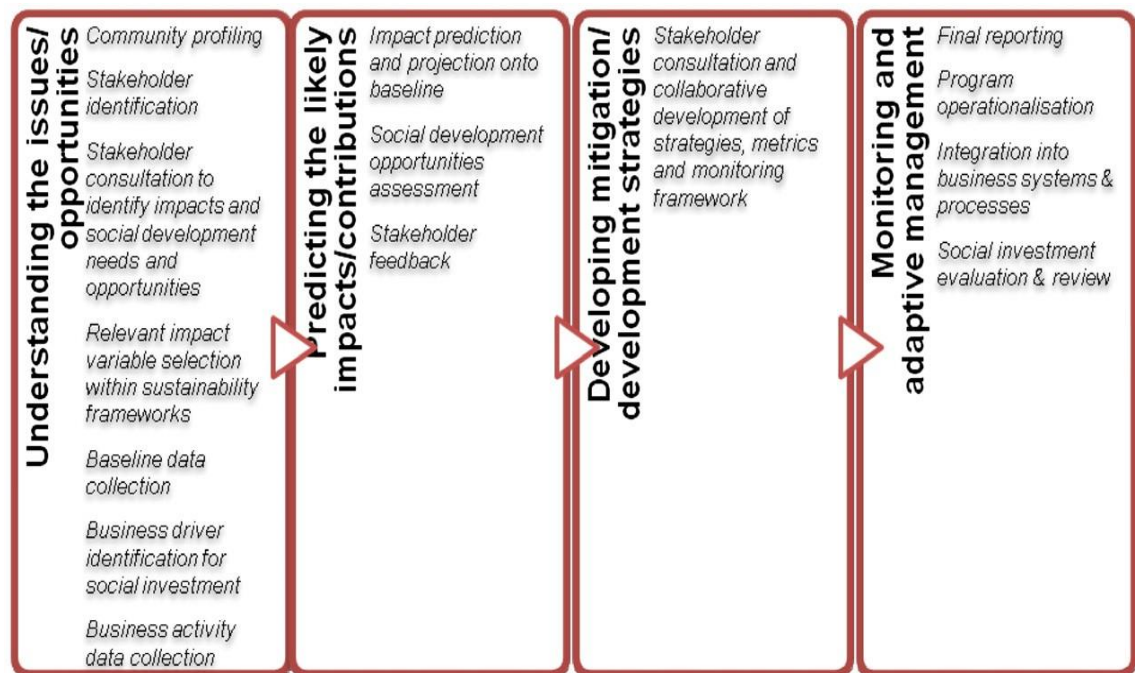 Understanding the issues/
opportunities
Community profiling
Stakeholder
identification
Stakeholder
consultation to
identify impacts and
social development
needs and
opportunities
Relevant impact
variable selection
within sustainability
frameworks
Baseline data
collection
Business driver
identification for
social investment
Business activity
data collection
Predicting the likely
impacts/contributions
Impact prediction
and projection onto
baseline
Social development
opportunities
assessment
Stakeholder
feedback
Developing mitigation/
development strategies
Stakeholder
consultation and
collaborative
development of
strategies, metrics
and monitoring
framework
Monitoring and
adaptive management
Final reporting
Program
operationalisation
Integration into
business systems &
processes
Social investment
evaluation & review